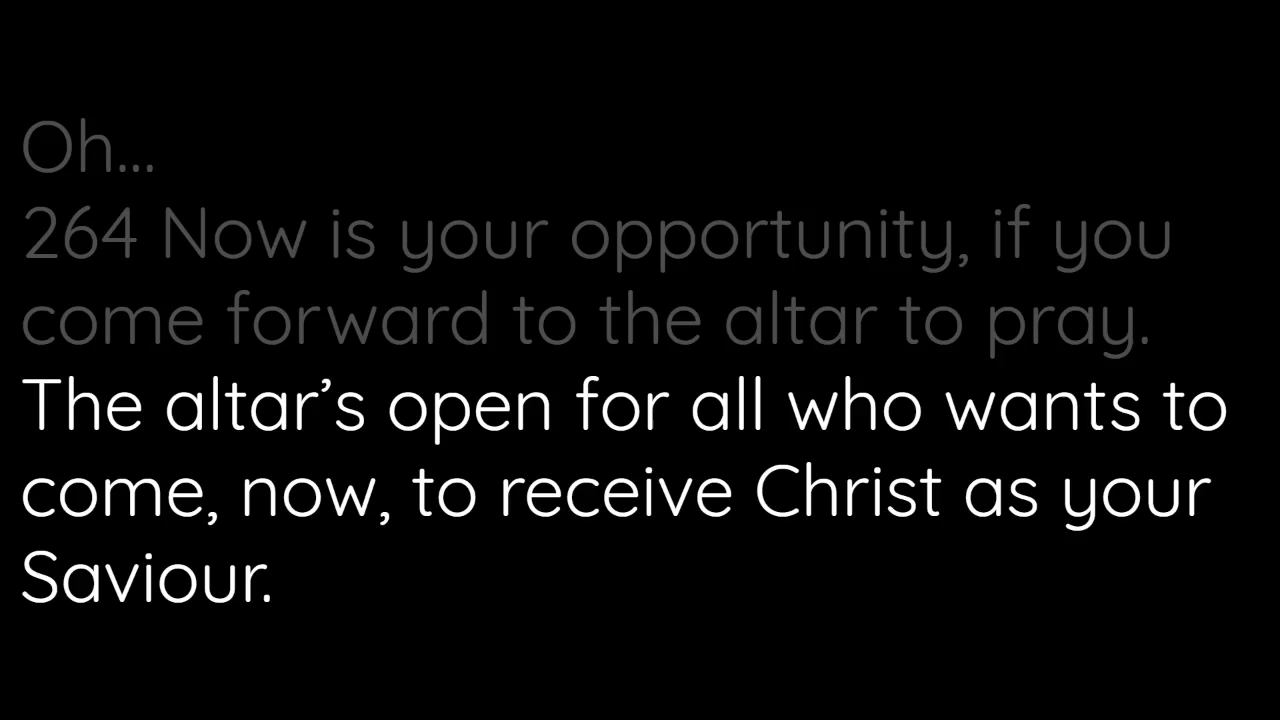 Oh...
264 Now is your opportunity, if you
come forward to the altar to pray.
The altar’s open for all who wants to
come, now, to receive Christ as your
Saviour.